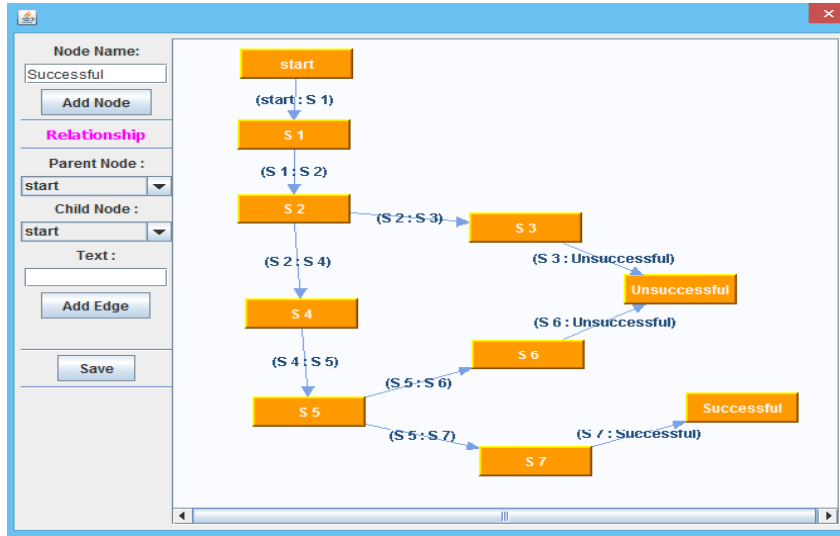 Node Name:
Successful
Add Node
Relationship
Parent Node :
start
Child Node :
start
Text :
Add Edge
Save
start
(start : S 1)
S 1
(S 1 : S 2)
S 2
(S 2 : S 3)
S 3
(S 3 : Unsuccessful)
(S 2 : S 4)
Unsuccessful
S 4
(S 6 : Unsuccessful)
S 6
(S 4 : S 5)
(S 5 : S 6)
S 5
Successful
(S 5 : S 7)
(S 7 : Successful)
S 7